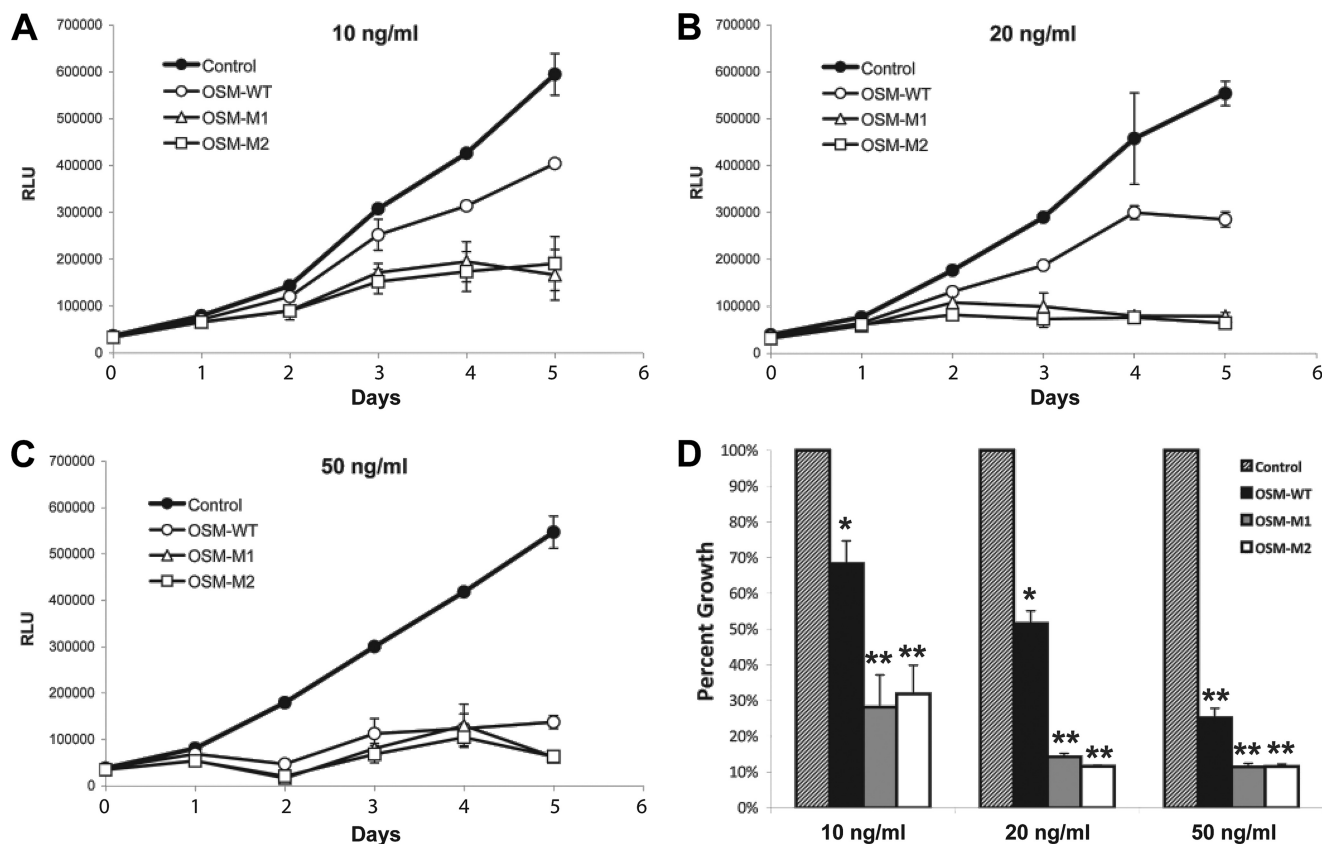 A
10 ng/ml
700000
600000
500000
400000
300000
200000
100000
0
RLU
Control
OSM-WT
OSM-M1
OSM-M2
0 1 2 3 4 5 6
Days
B
20 ng/ml
700000
600000
500000
400000
300000
200000
100000
0
RLU
Control
OSM-WT
OSM-M1
OSM-M2
0 1 2 3 4 5 6
Days
C
50 ng/ml
700000
600000
500000
400000
300000
200000
100000
0
RLU
Control
OSM-WT
OSM-M1
OSM-M2
0 1 2 3 4 5 6
Days
D
100%
90%
80%
70%
60%
50%
40%
30%
20%
10%
0%
Percent Growth
Control
OSM-WT
OSM-M1
OSM-M2
* ** **
* ** **
** ** **
10 ng/ml 20 ng/ml 50 ng/ml